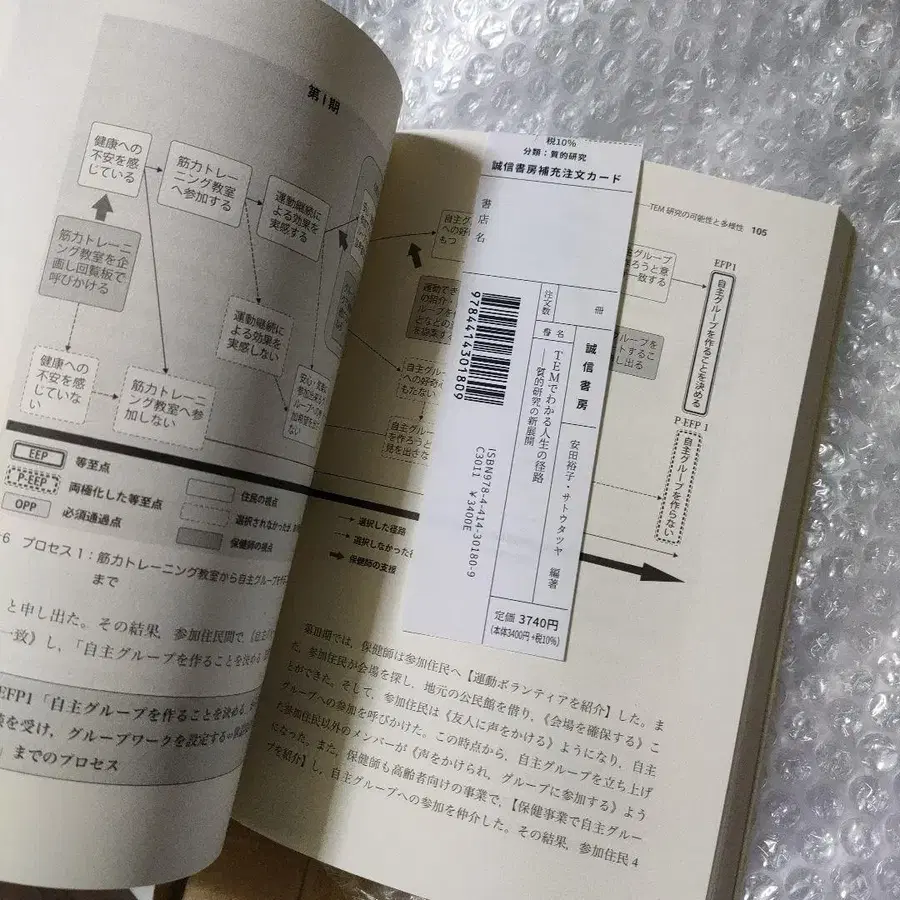 第Ⅰ期
健康への
不安を感
じている
筋力トレー
ニング教室
へ参加する
運動継続に
よる効果を
実感する
筋力トレーニ
ング教室を企
画し回覧板で
呼びかける
運動継続に
よる効果を
実感しない
健康への
不安を感
じていな
い
筋力トレーニ
ング教室へ参
加しない
EEP
等至点
P-EEP
両極化した等至点
OPP
必須通過点
住民の視点
選択されなかった
保健師の視点
6 プロセス1:筋力トレーニング教室から自主グループを
まで
と申し出た。その結果,参加住民間で
一致》し,「自主グループを作ることを決める
EFP1「自主グループを作ることを決める
を受け,グループワークを設定する
」までのプロセス
税10%
分類:質的研究
誠信書房補充注文カード
書店名
注文数
冊
誠信書房
書名
TEMでわかる人生の径路
――質的研究の新展開
安田裕子・サトウタツヤ 編著
9784414301809
ISBN978-4-414-30180-9
C3011 ¥3400E
定価 3740円
(本体3400円+税10%)
TEM研究の可能性と多様性 105
EFP1
自主グループを作ることを決める
P-EFP 1
自主グループを作らない
選択した径路
選択しなかった
保健師の支援
第Ⅲ期では,保健師は参加住民へ【運動ボランティアを紹介】した。ま
た,参加住民が会場を探し,地元の公民館を借り,《会場を確保する》こ
とができた。そして,参加住民は《友人に声をかける》ようになり,自主
グループへの参加を呼びかけた。この時点から,自主グループを立ち上げ
た参加住民以外のメンバーが《声をかけられ,グループに参加する》よう
になった。また,保健師も高齢者向けの事業で,【保健事業で自主グルー
プを紹介】し,自主グループへの参加を仲介した。その結果,参加住民4